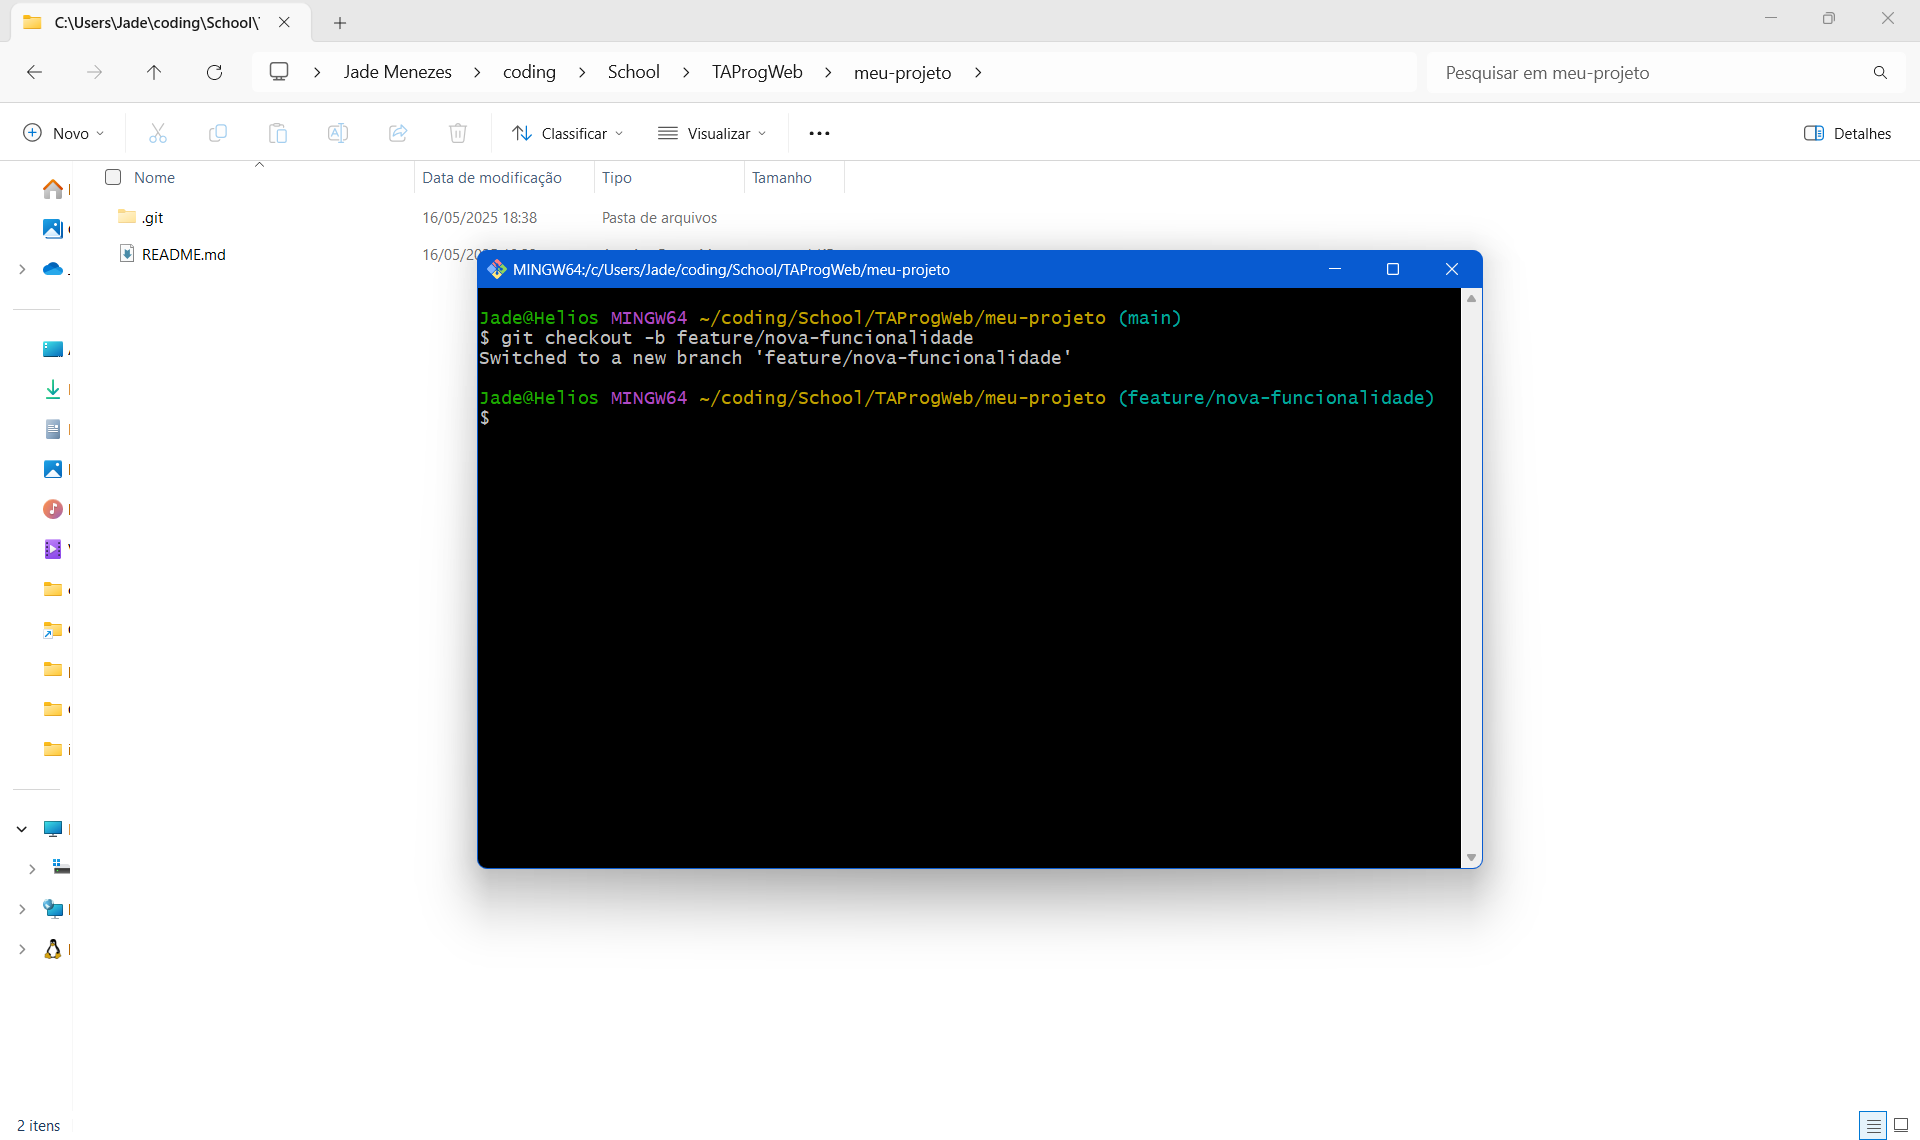 C:\Users\Jade\coding\School\
Jade Menezes > coding > School > TAProgWeb > meu-projeto >
Pesquisar em meu-projeto
Novo
Classificar
Visualizar
Detalhes
Nome
Data de modificação
Tipo
Tamanho
.git
16/05/2025 18:38
Pasta de arquivos
README.md
MINGW64:/c/Users/Jade/coding/School/TAProgWeb/meu-projeto
Jade@Helios MINGW64 ~/coding/School/TAProgWeb/meu-projeto (main)
$ git checkout -b feature/nova-funcionalidade
Switched to a new branch 'feature/nova-funcionalidade'
Jade@Helios MINGW64 ~/coding/School/TAProgWeb/meu-projeto (feature/nova-funcionalidade)
$
2 itens